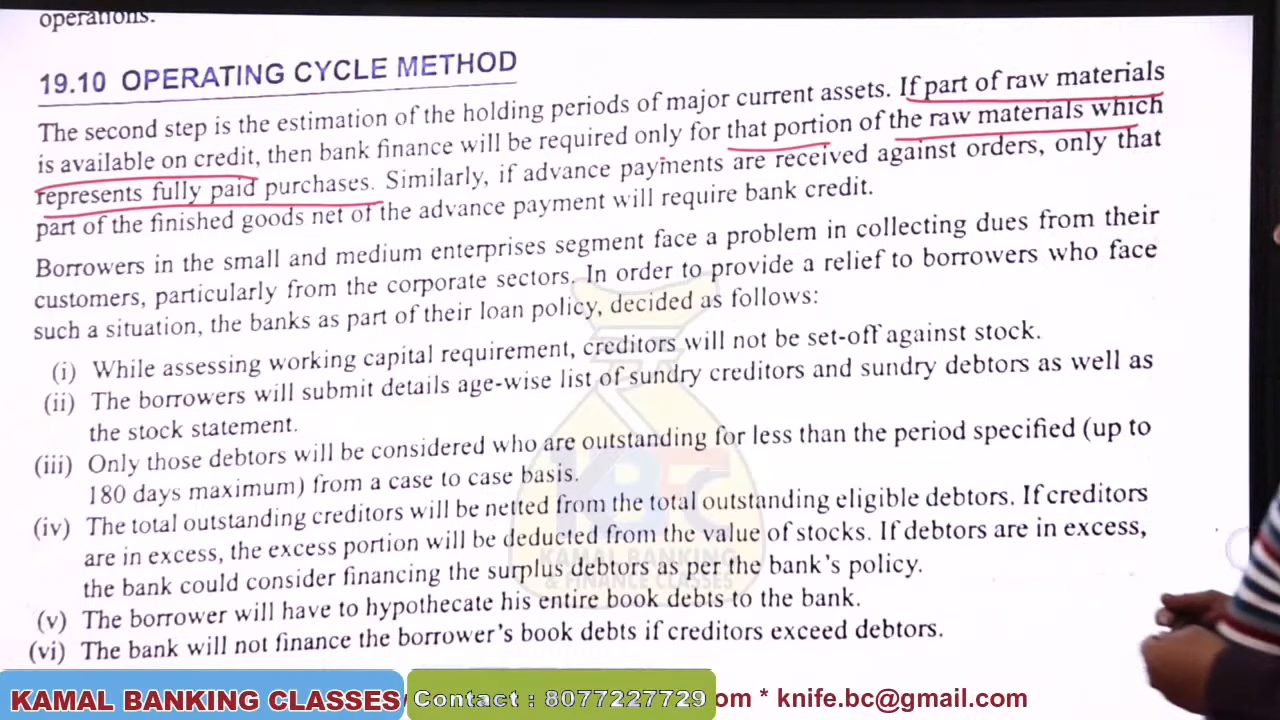 operations.
19.10 OPERATING CYCLE METHOD
The second step is the estimation of the holding periods of major current assets. If part of raw materials
is available on credit, then bank finance will be required only for that portion of the raw materials which
represents fully paid purchases. Similarly, if advance payments are received against orders, only that
part of the finished goods net of the advance payment will require bank credit.
Borrowers in the small and medium enterprises segment face a problem in collecting dues from their
customers, particularly from the corporate sectors. In order to provide a relief to borrowers who face
such a situation, the banks as part of their loan policy, decided as follows:
(i) While assessing working capital requirement, creditors will not be set-off against stock.
(ii) The borrowers will submit details age-wise list of sundry creditors and sundry debtors as well as
the stock statement.
(iii) Only those debtors will be considered who are outstanding for less than the period specified (up to
180 days maximum) from a case to case basis.
(iv) The total outstanding creditors will be netted from the total outstanding eligible debtors. If creditors
are in excess, the excess portion will be deducted from the value of stocks. If debtors are in excess,
the bank could consider financing the surplus debtors as per the bank's policy.
(v) The borrower will have to hypothecate his entire book debts to the bank.
(vi) The bank will not finance the borrower's book debts if creditors exceed debtors.
KBC
KAMAL BANKING
& FINANCE CLASSES
KAMAL BANKING CLASSES Contact : 8077227729 om * knife.bc@gmail.com